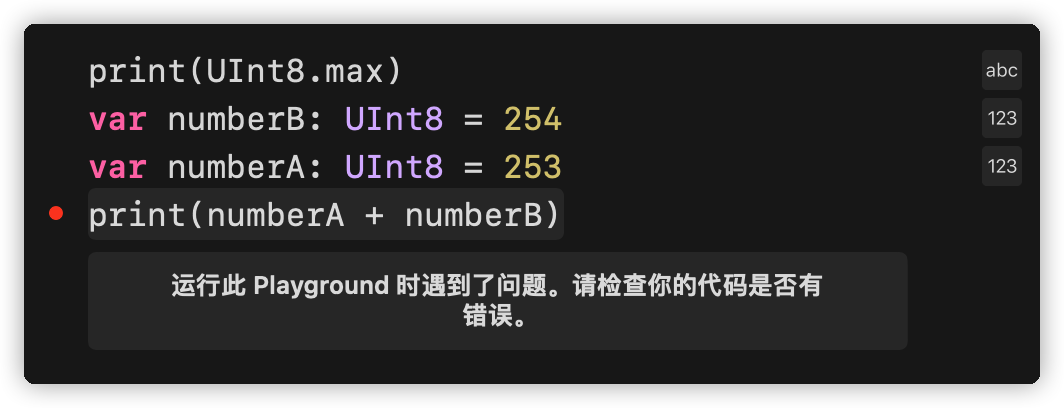 print(UInt8.max)
abc
var numberB: UInt8 = 254
123
var numberA: UInt8 = 253
123
print(numberA + numberB)
运行此 Playground 时遇到了问题。请检查你的代码是否有
错误。